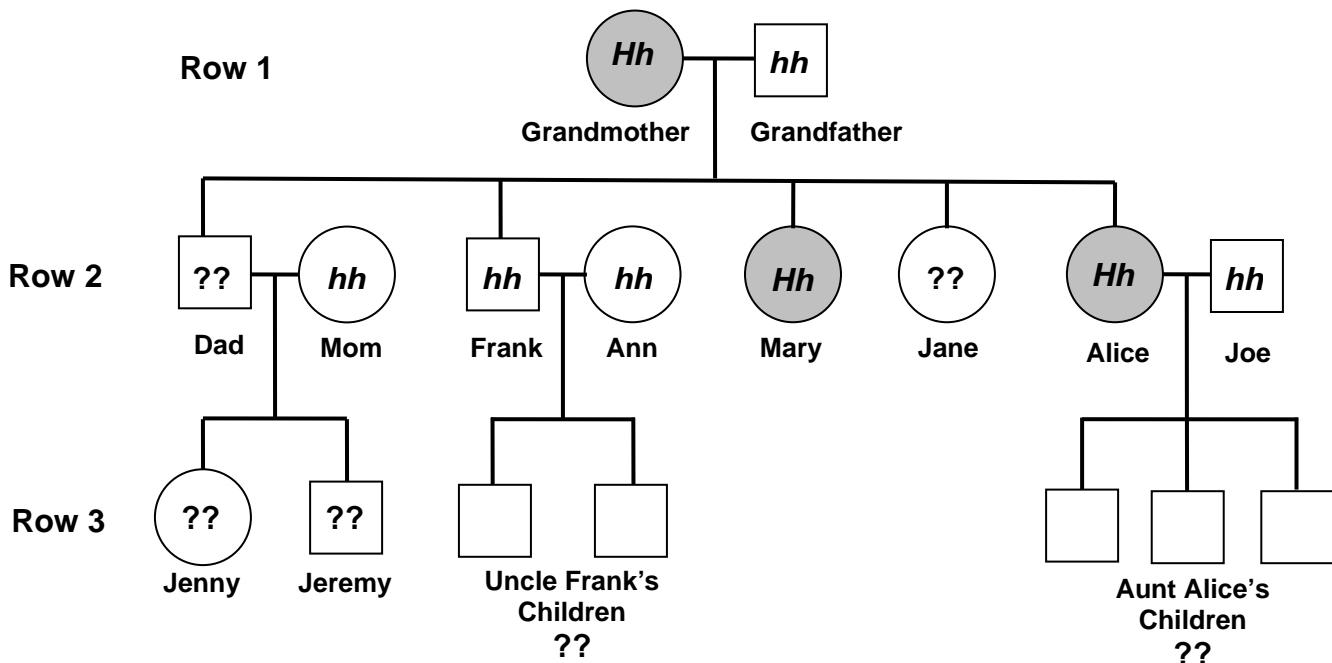 Row 1
Hh
hh
Grandmother
Grandfather
Row 2
??
hh
hh
hh
Hh
??
Hh
hh
Dad
Mom
Frank
Ann
Mary
Jane
Alice
Joe
Row 3
??
??
Jenny
Jeremy
Uncle Frank’s
Children
??
Aunt Alice’s
Children
??